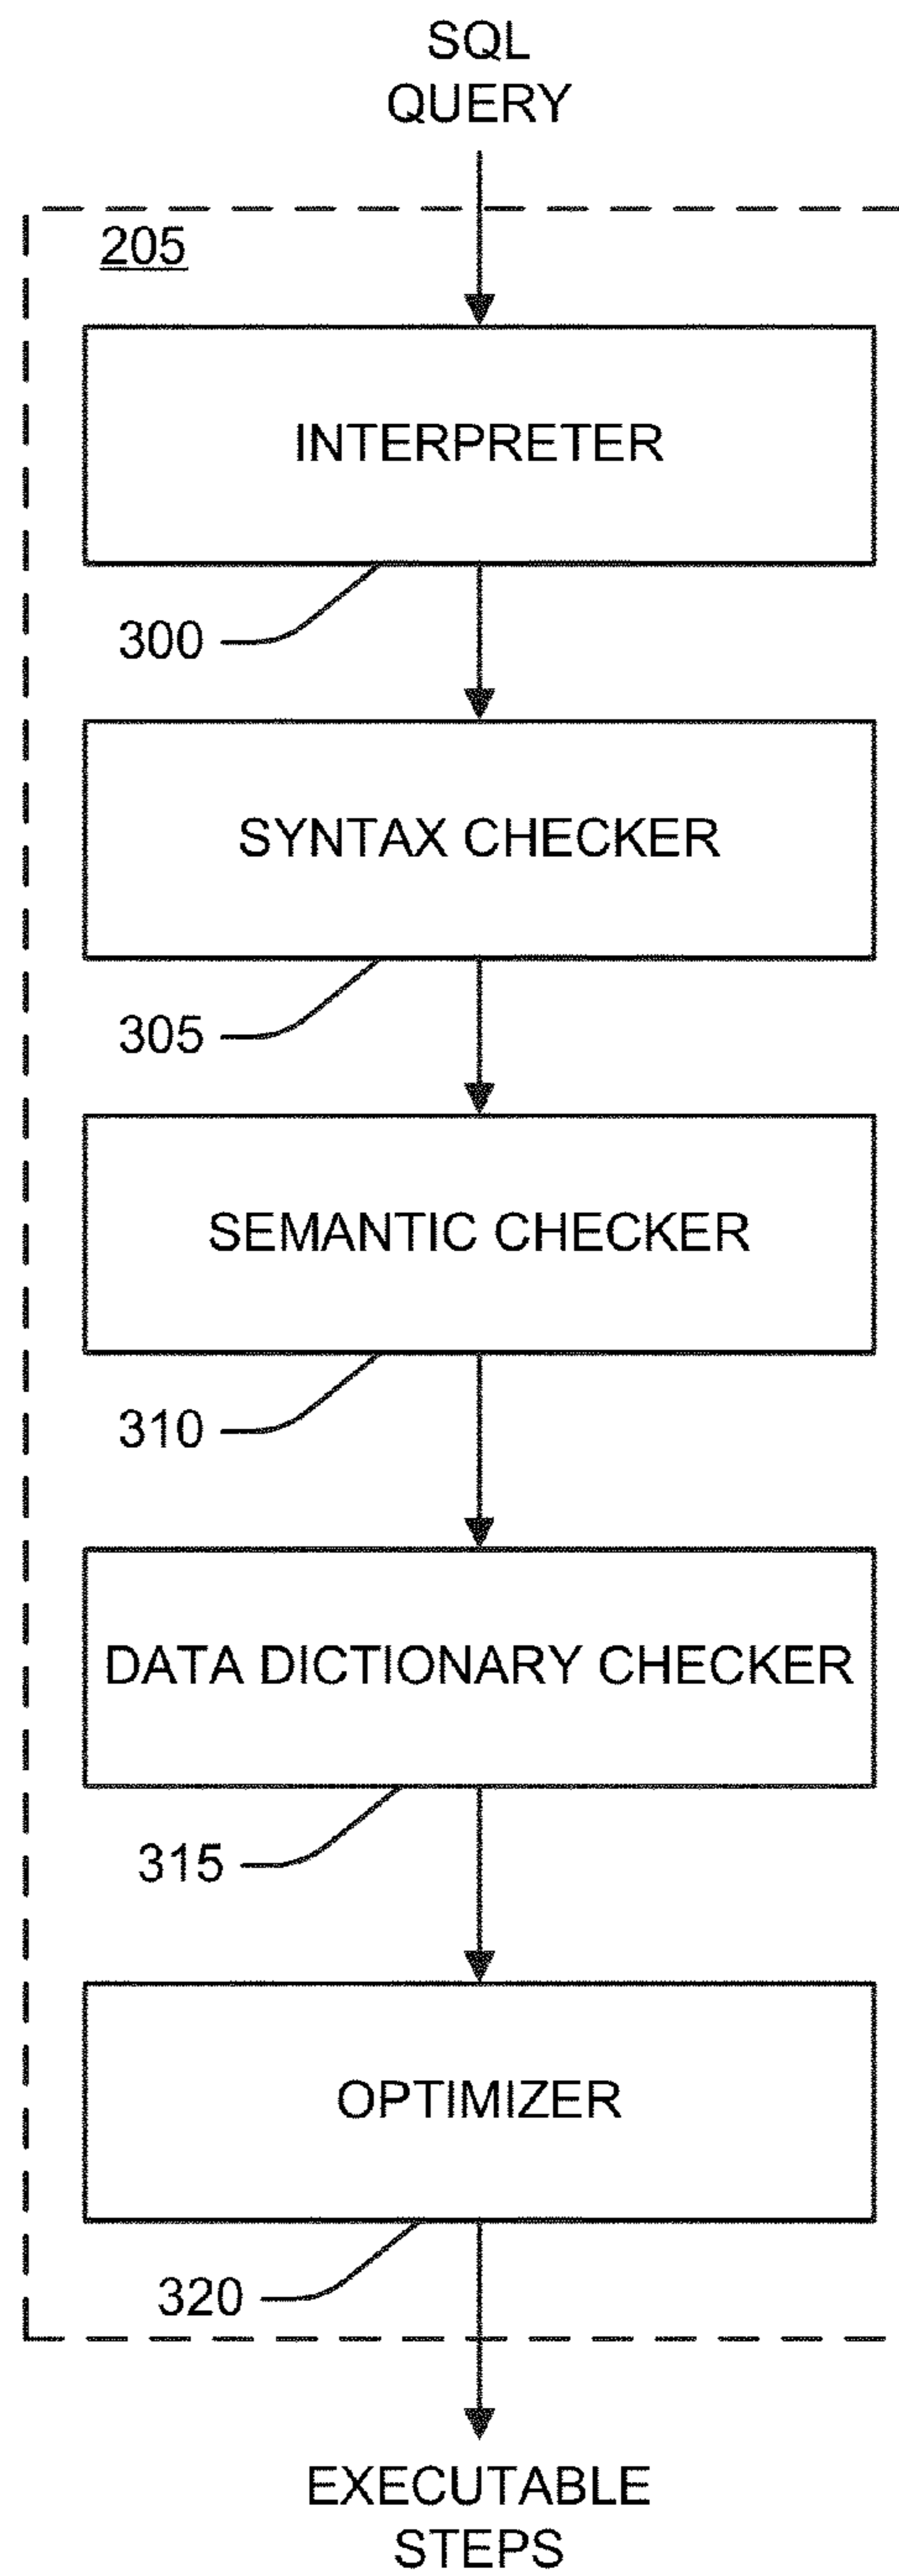 SQL
QUERY
205
INTERPRETER
300
SYNTAX CHECKER
305
SEMANTIC CHECKER
310
DATA DICTIONARY CHECKER
315
OPTIMIZER
320
EXECUTABLE
STEPS